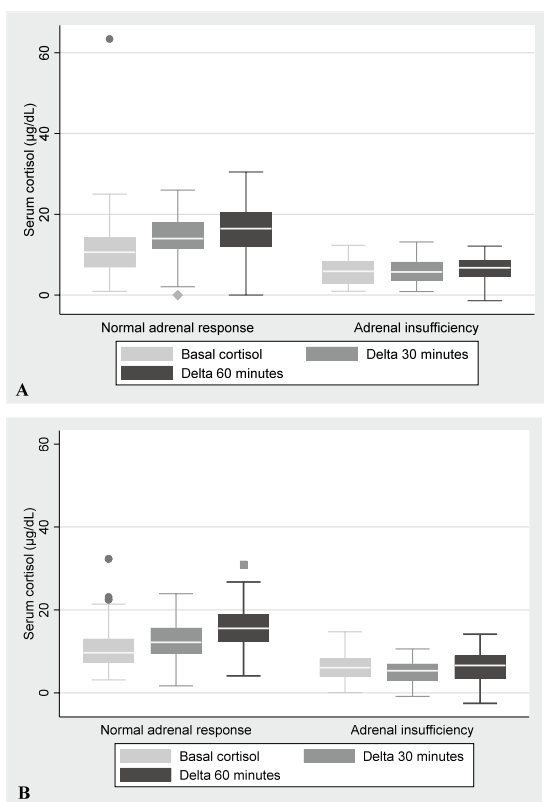 60
40
20
0
Serum cortisol (µg/dL)
Normal adrenal response Adrenal insufficiency
Basal cortisol Delta 30 minutes
Delta 60 minutes
A
60
40
20
0
Serum cortisol (µg/dL)
Normal adrenal response Adrenal insufficiency
Basal cortisol Delta 30 minutes
Delta 60 minutes
B